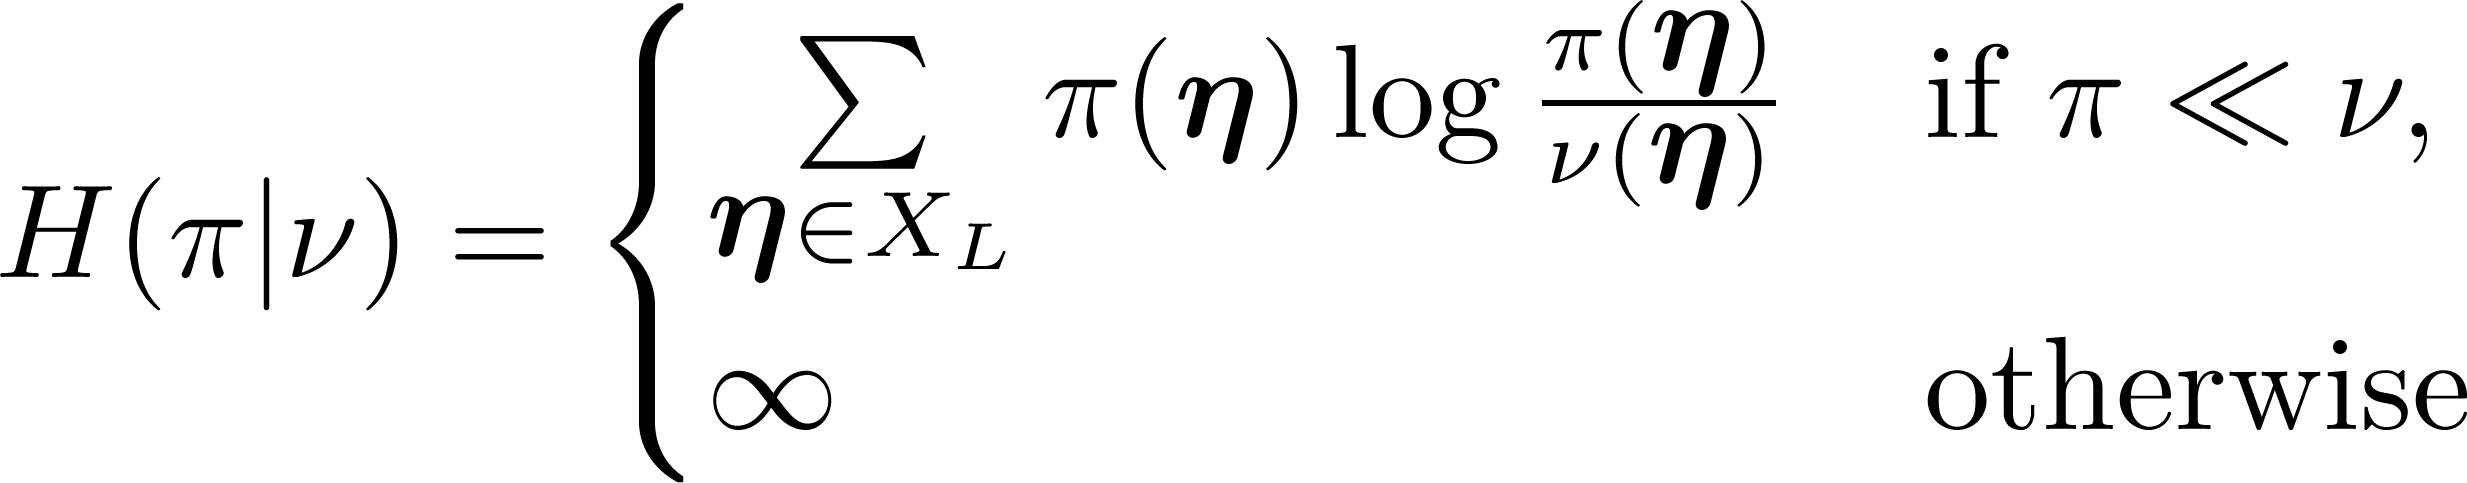 H(π|ν) = { ∑_{η∈X_L} π(η) log π(η)/ν(η) if π ≪ ν,
∞ otherwise